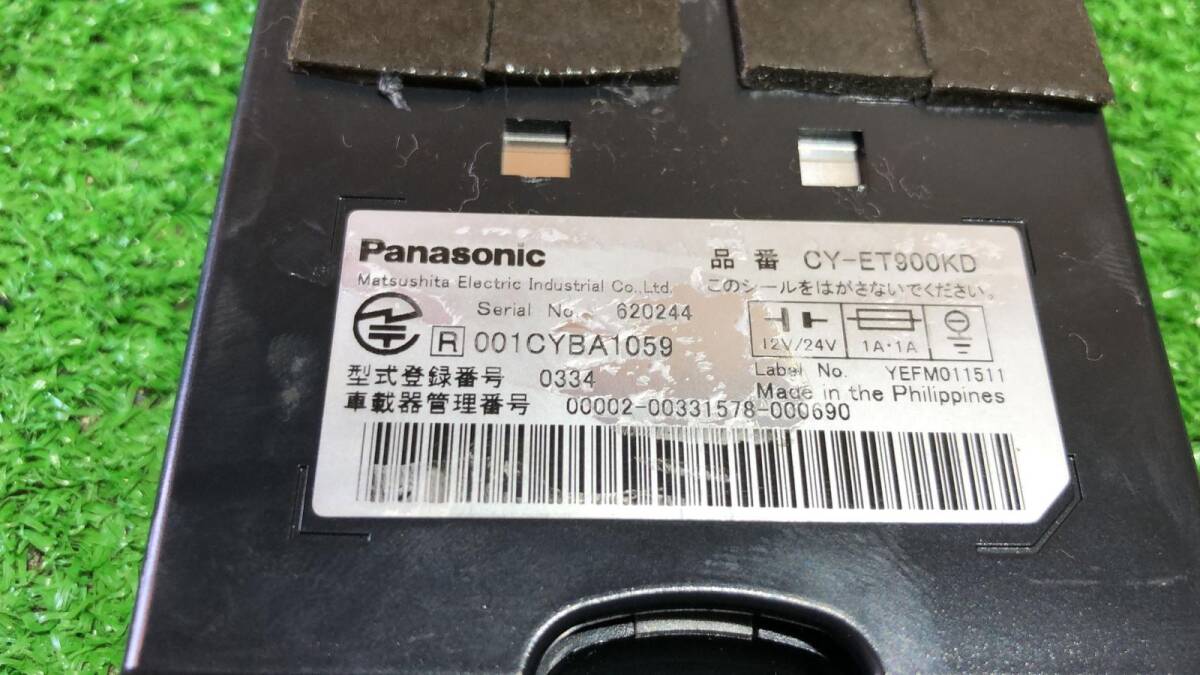 Panasonic 品番 CY-ET900KD
Matsushita Electric Industrial Co.,Ltd. このシールをはがさないでください。
Serial No. 620244
R 001CYBA1059 12V/24V 1A・1A
型式登録番号 0334 Label No. YEFM011511
Made in the Philippines
車載器管理番号 00002-00331578-000690